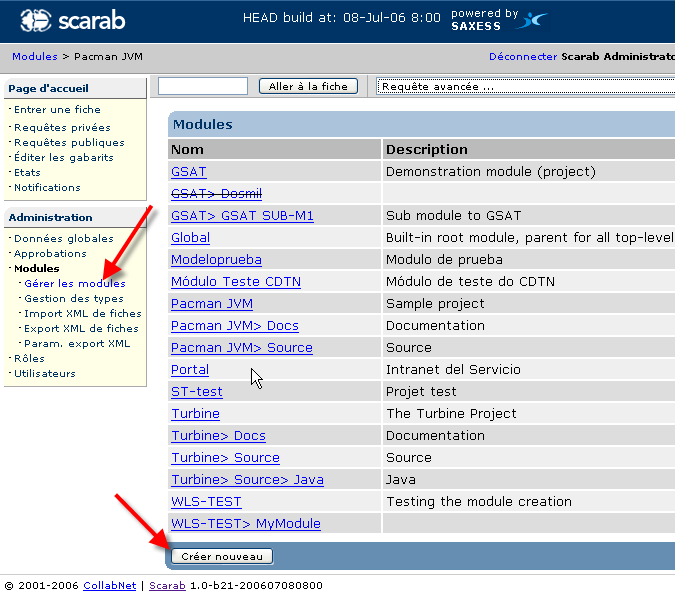 scarab HEAD build at: 08-Jul-06 8:00 powered by SAXESS
Modules > Pacman JVM Déconnecter Scarab Administrato
Page d'accueil
Entrer une fiche
Requêtes privées
Requêtes publiques
Éditer les gabarits
Etats
Notifications
Administration
Données globales
Approbations
Modules
Gérer les modules
Gestion des types
Import XML de fiches
Export XML de fiches
Param. export XML
Rôles
Utilisateurs
Aller à la fiche Requête avancée ...
Modules
Nom Description
GSAT Demonstration module (project)
GSAT> Dosmil
GSAT> GSAT SUB-M1 Sub module to GSAT
Global Built-in root module, parent for all top-level
Modeloprueba Modulo de prueba
Módulo Teste CDTN Módulo de teste do CDTN
Pacman JVM Sample project
Pacman JVM> Docs Documentation
Pacman JVM> Source Source
Portal Intranet del Servicio
ST-test Projet test
Turbine The Turbine Project
Turbine> Docs Documentation
Turbine> Source Source
Turbine> Source> Java Java
WLS-TEST Testing the module creation
WLS-TEST> MyModule
Créer nouveau
© 2001-2006 CollabNet | Scarab 1.0-b21-200607080800